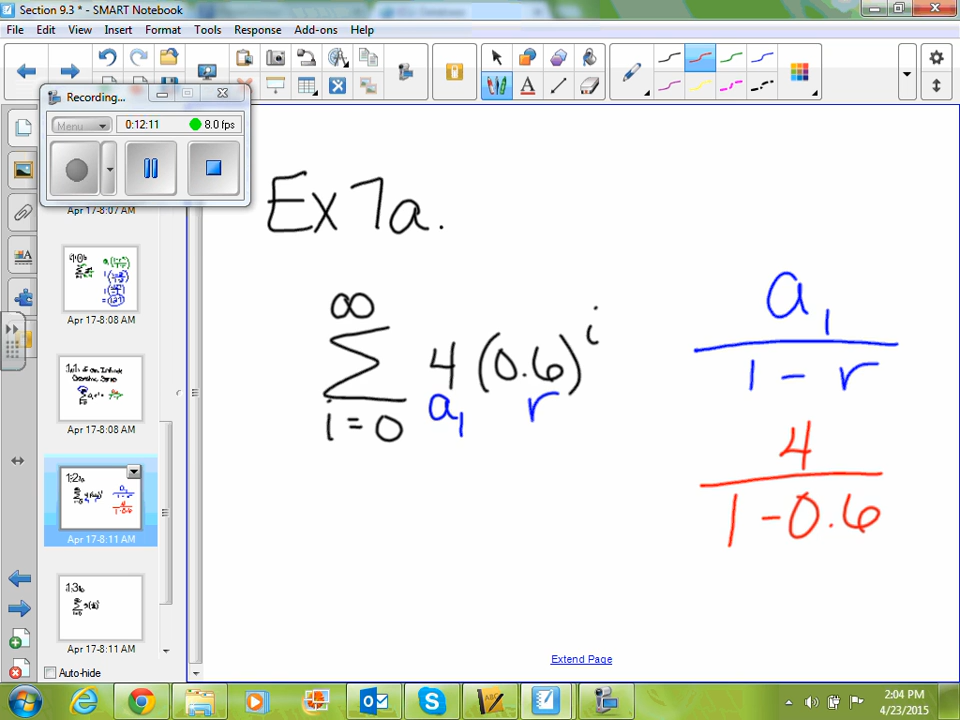 Section 9.3 * - SMART Notebook
File Edit View Insert Format Tools Response Add-ons Help
Recording...
Menu 0:12:11 8.0 fps
Apr 17-8:07 AM
Apr 17-8:08 AM
Apr 17-8:08 AM
Apr 17-8:11 AM
Apr 17-8:11 AM
Auto-hide
Ex 7a.
∞
∑ 4(0.6)^i
i = 0
a₁ r
a₁
1 - r
4
1 - 0.6
Extend Page
2:04 PM
4/23/2015